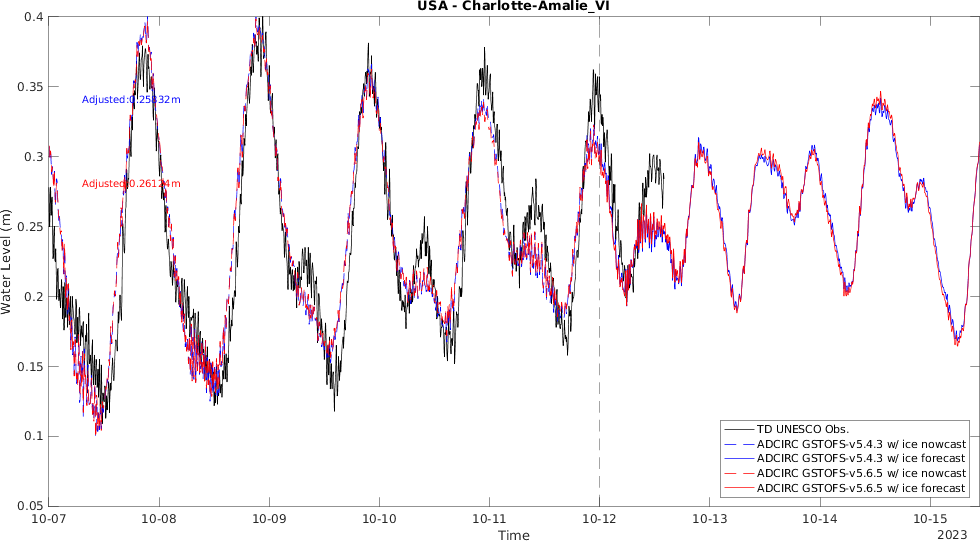 USA - Charlotte-Amalie_VI
0.4
0.35
0.3
0.25
0.2
0.15
0.1
0.05
Water Level (m)
Adjusted:0.25832m
Adjusted:0.26124m
TD UNESCO Obs.
ADCIRC GSTOFS-v5.4.3 w/ ice nowcast
ADCIRC GSTOFS-v5.4.3 w/ ice forecast
ADCIRC GSTOFS-v5.6.5 w/ ice nowcast
ADCIRC GSTOFS-v5.6.5 w/ ice forecast
10-07 10-08 10-09 10-10 10-11 10-12 10-13 10-14 10-15
Time
2023